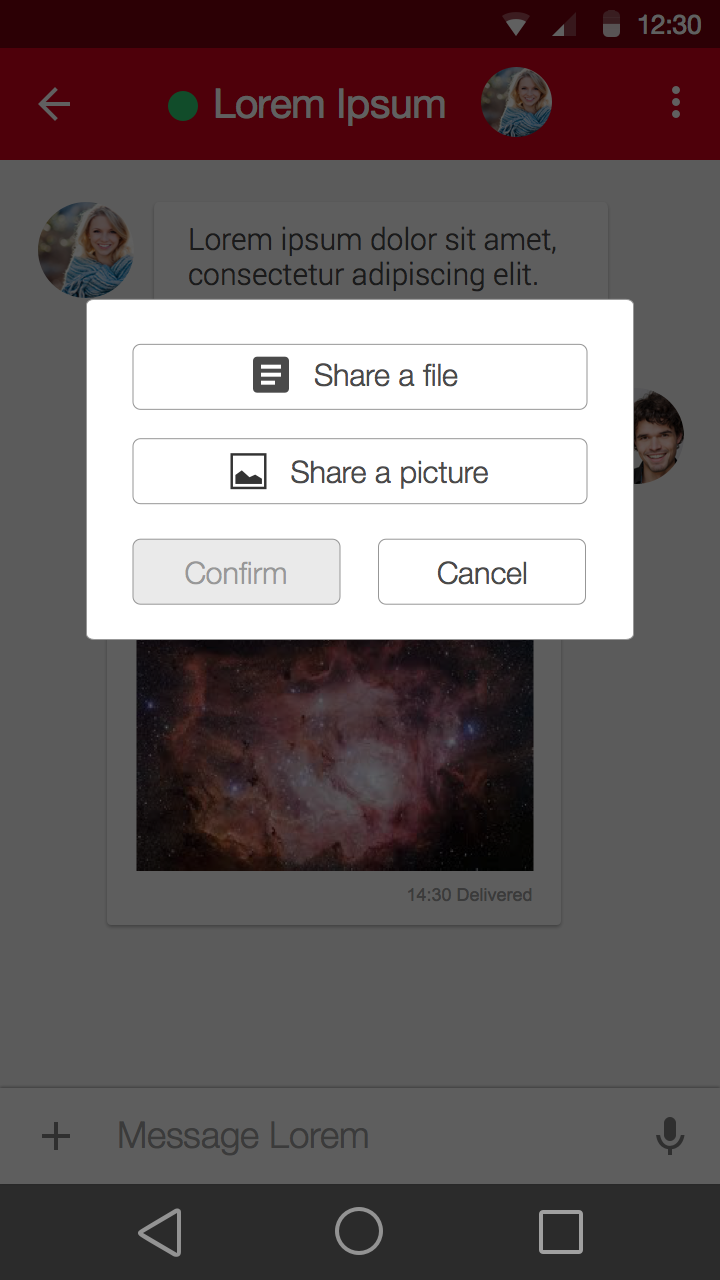 12:30
Lorem Ipsum
Lorem ipsum dolor sit amet,
consectetur adipiscing elit.
Share a file
Share a picture
Confirm
Cancel
14:30 Delivered
Message Lorem